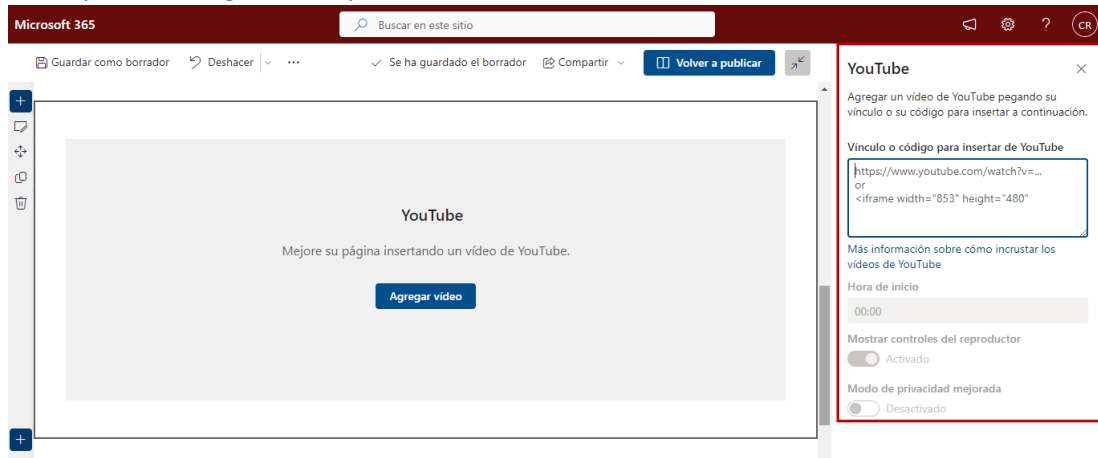 Microsoft 365
Buscar en este sitio
?
CR
Guardar como borrador
Deshacer
...
Se ha guardado el borrador
Compartir
Volver a publicar
YouTube
Mejore su página insertando un vídeo de YouTube.
Agregar vídeo
YouTube
Agregar un vídeo de YouTube pegando su
vínculo o su código para insertar a continuación.
Vínculo o código para insertar de YouTube
https://www.youtube.com/watch?v=...
or
<iframe width="853" height="480"
Más información sobre cómo incrustar los
vídeos de YouTube
Hora de inicio
00:00
Mostrar controles del reproductor
Activado
Modo de privacidad mejorada
Desactivado